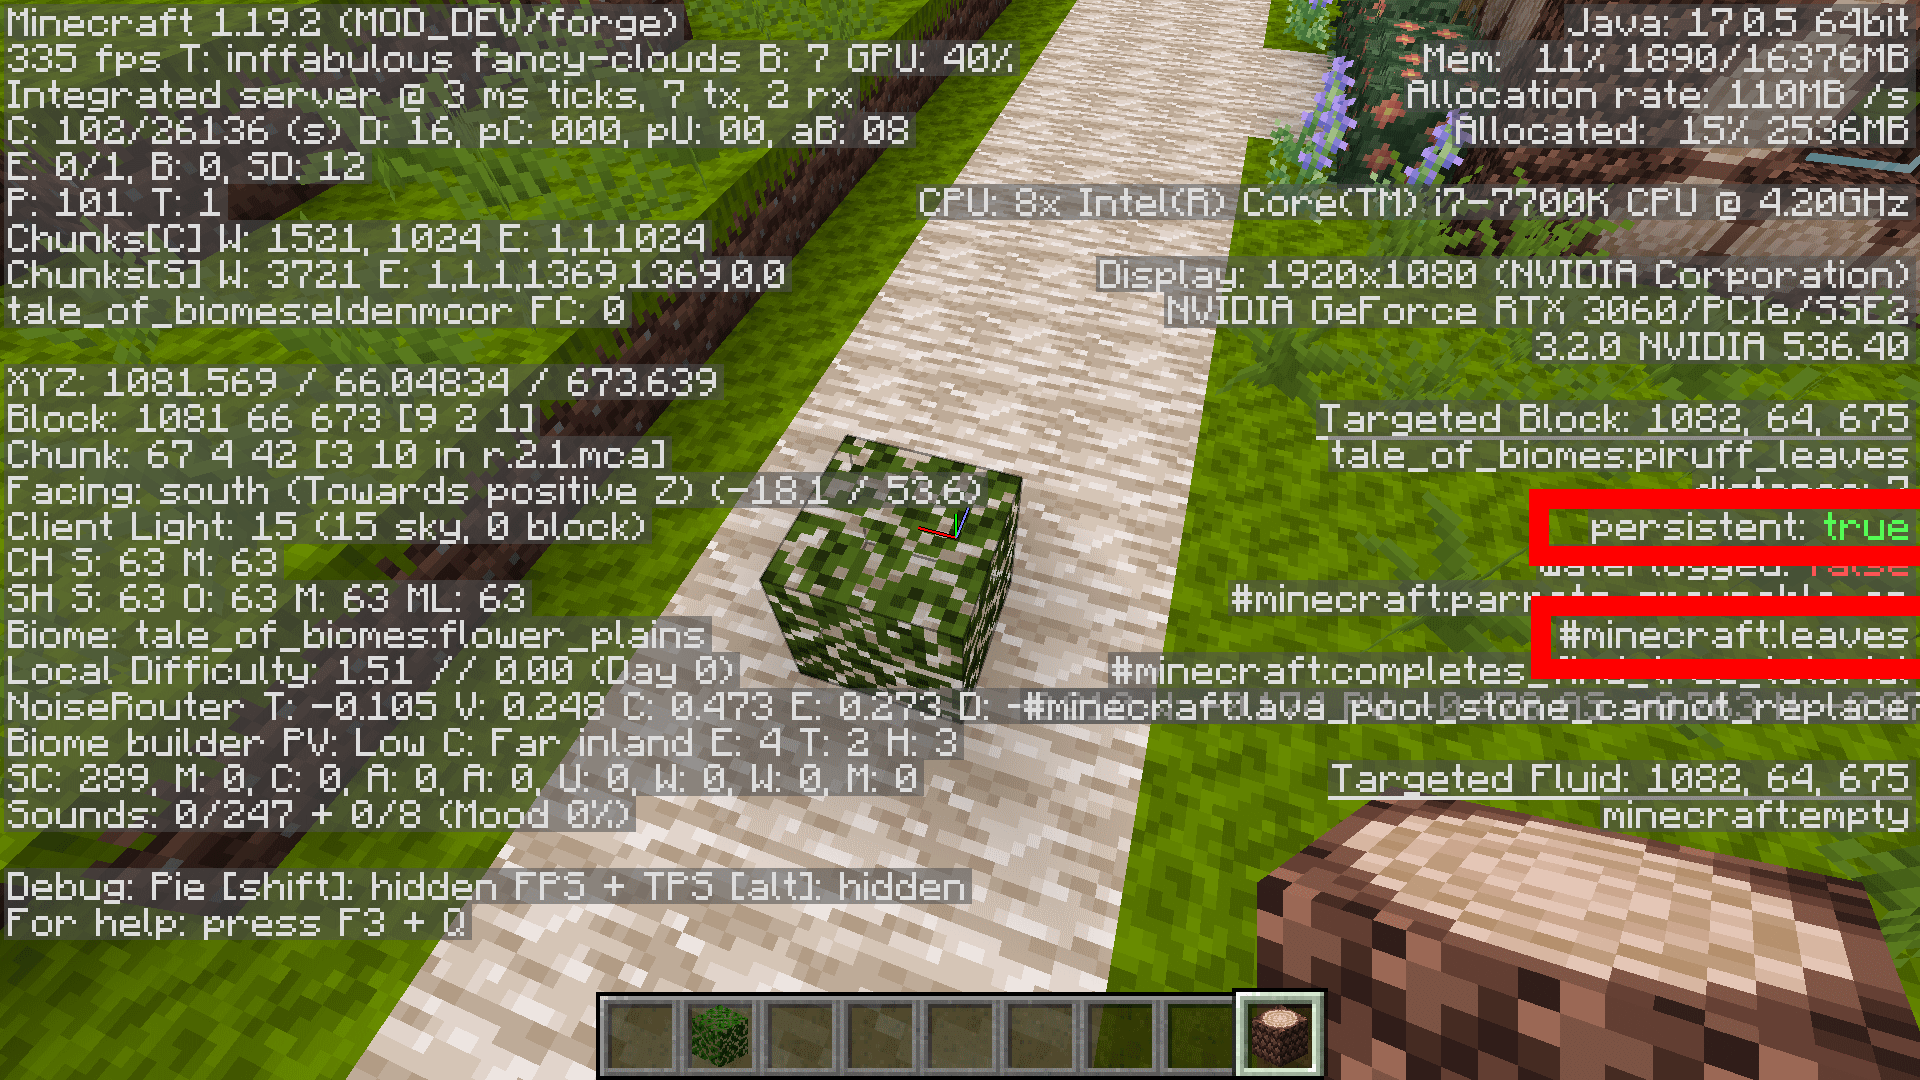 Minecraft 1.19.2 (MOD_DEV/forge)
335 fps T: inffabulous fancy-clouds B: 7 GPU: 40%
Integrated server @ 3 ms ticks, 7 tx, 2 rx
C: 102/26136 (s) D: 16, pC: 000, pU: 00, aB: 08
E: 0/1, B: 0, SD: 12
P: 101. T: 1
Chunks[C] W: 1521, 1024 E: 1,1,1024
Chunks[S] W: 3721 E: 1,1,1,1369,1369,0,0
tale_of_biomes:eldenmoor FC: 0
XYZ: 1081.569 / 66.04834 / 673.639
Block: 1081 66 673 [9 2 1]
Chunk: 67 4 42 [3 10 in r.2.1.mca]
Facing: south (Towards positive Z) (-18.1 / 53.6)
Client Light: 15 (15 sky, 0 block)
CH S: 63 M: 63
SH S: 63 O: 63 M: 63 ML: 63
Biome: tale_of_biomes:flower_plains
Local Difficulty: 1.51 // 0.00 (Day 0)
NoiseRouter T: -0.105 V: 0.248 C: 0.473 E: 0.273 D:
Biome builder PV: Low C: Far inland E: 4 T: 2 H: 3
SC: 289, M: 0, C: 0, A: 0, A: 0, U: 0, W: 0, W: 0, M: 0
Sounds: 0/247 + 0/8 (Mood 0%)
Debug: Pie [shift]: hidden FPS + TPS [alt]: hidden
For help: press F3 + Q
Java: 17.0.5 64bit
Mem: 11% 1890/16376MB
Allocation rate: 110MB /s
Allocated: 15% 2536MB
CPU: 8x Intel(R) Core(TM) i7-7700K CPU @ 4.20GHz
Display: 1920x1080 (NVIDIA Corporation)
NVIDIA GeForce RTX 3060/PCIe/SSE2
3.2.0 NVIDIA 536.40
Targeted Block: 1082, 64, 675
tale_of_biomes:piruff_leaves
distance: 7
persistent: true
waterlogged: false
#minecraft:leaves
#minecraft:lava_pool_stone_cannot_replace
Targeted Fluid: 1082, 64, 675
minecraft:empty